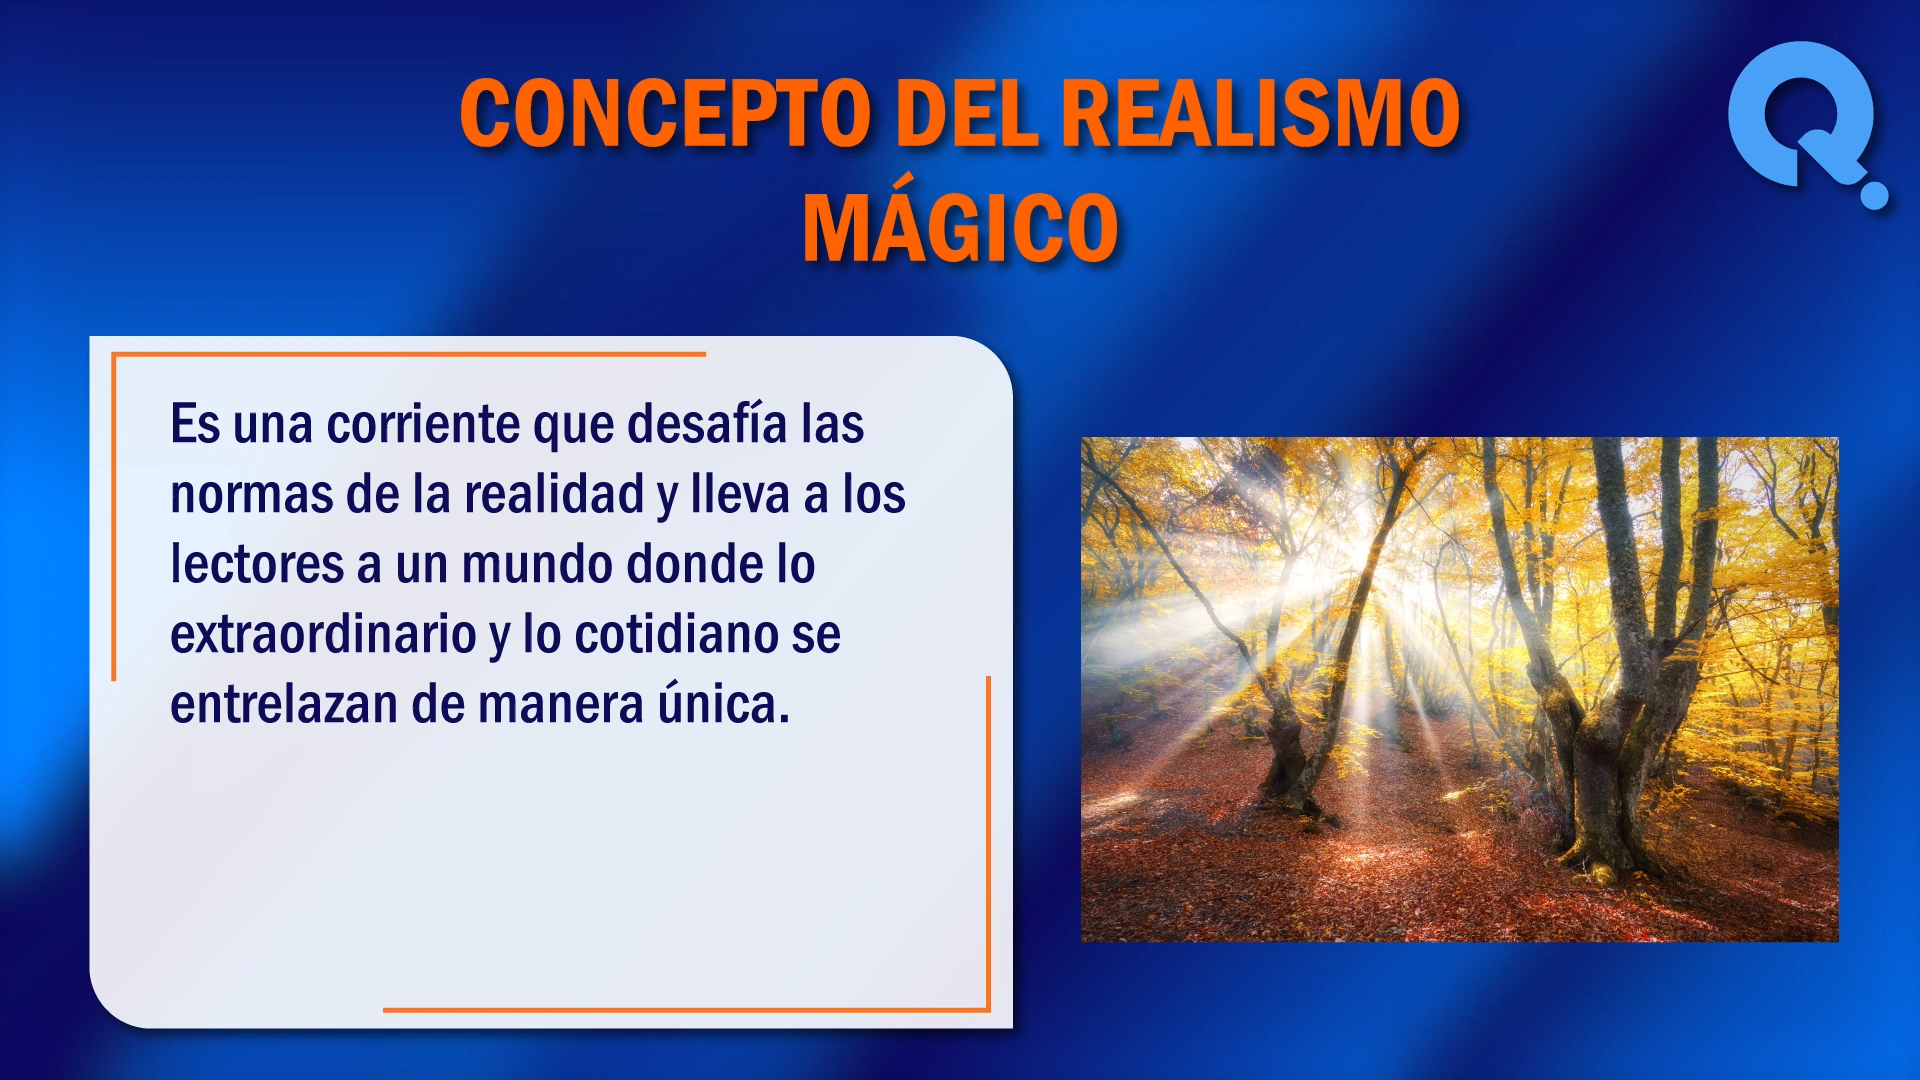 CONCEPTO DEL REALISMO
MÁGICO
Es una corriente que desafía las
normas de la realidad y lleva a los
lectores a un mundo donde lo
extraordinario y lo cotidiano se
entrelazan de manera única.